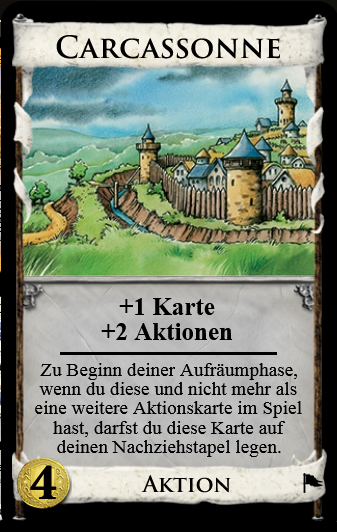 CARCASSONNE
+1 Karte
+2 Aktionen
Zu Beginn deiner Aufräumphase,
wenn du diese und nicht mehr als
eine weitere Aktionskarte im Spiel
hast, darfst du diese Karte auf
deinen Nachziehstapel legen.
4
AKTION